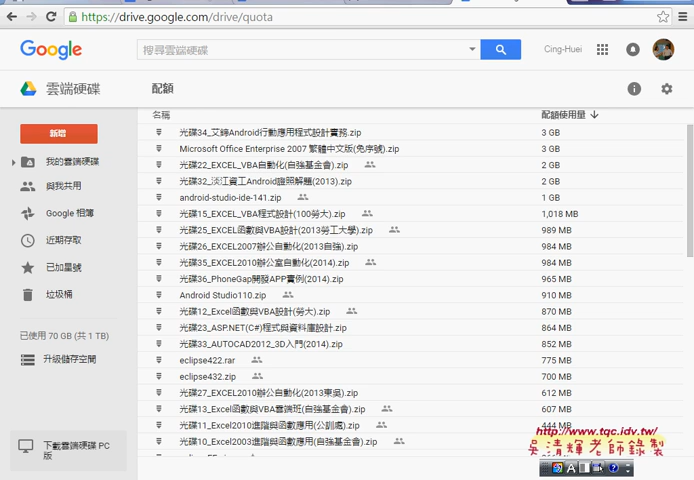 https://drive.google.com/drive/quota
Google
搜尋雲端硬碟
Cing-Huei
雲端硬碟
配額
新增
我的雲端硬碟
與我共用
Google 相簿
近期存取
已加星號
垃圾桶
已使用 70 GB (共 1 TB)
升級儲存空間
下載雲端硬碟 PC
版
名稱 配額使用量
光碟34_艾鍗Android行動應用程式設計實務.zip 3 GB
Microsoft Office Enterprise 2007 繁體中文版(免序號).zip 3 GB
光碟22_EXCEL_VBA自動化(自強基金會).zip 2 GB
光碟32_淡江資工Android證照解題(2013).zip 2 GB
android-studio-ide-141.zip 1 GB
光碟15_EXCEL_VBA程式設計(100勞大).zip 1,018 MB
光碟25_EXCEL函數與VBA設計(2013勞工大學).zip 989 MB
光碟26_EXCEL2007辦公自動化(2013自強).zip 984 MB
光碟35_EXCEL2010辦公室自動化(2014).zip 984 MB
光碟36_PhoneGap開發APP實例(2014).zip 965 MB
Android Studio110.zip 910 MB
光碟12_Excel函數與VBA設計(勞大).zip 870 MB
光碟23_ASP.NET(C#)程式與資料庫設計.zip 864 MB
光碟33_AUTOCAD2012_3D入門(2014).zip 852 MB
eclipse422.rar 775 MB
eclipse432.zip 700 MB
光碟27_EXCEL2010辦公自動化(2013東吳).zip 612 MB
光碟13_Excel函數與VBA雲端班(自強基金會).zip 607 MB
光碟11_Excel2010進階與函數應用(公訓處).zip 444 MB
光碟10_Excel2003進階與函數應用(自強基金會).zip
http://www.tqc.idv.tw/
吳清輝老師錄製